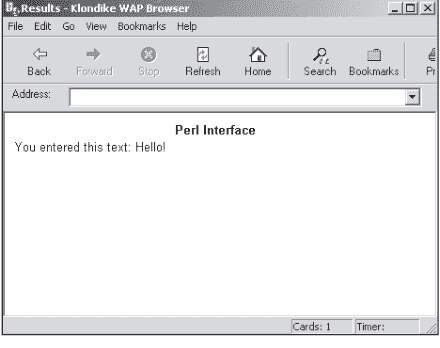 Results - Klondike WAP Browser
File Edit Go View Bookmarks Help
Back Forward Stop Refresh Home Search Bookmarks Pr
Address:
Perl Interface
You entered this text: Hello!
Cards: 1 Timer: